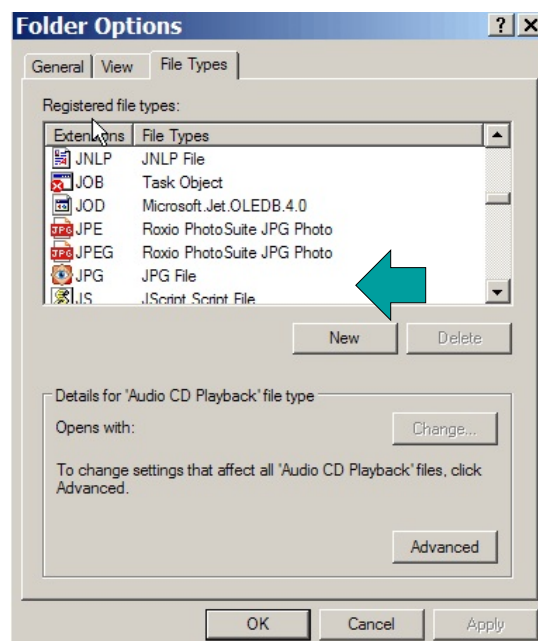 Folder Options
General View File Types
Registered file types:
Extensions File Types
JNLP JNLP File
JOB Task Object
JOD Microsoft.Jet.OLEDB.4.0
JPE Roxio PhotoSuite JPG Photo
JPEG Roxio PhotoSuite JPG Photo
JPG JPG File
JS JScript Script File
New Delete
Details for 'Audio CD Playback' file type
Opens with: Change...
To change settings that affect all 'Audio CD Playback' files, click
Advanced.
Advanced
OK Cancel Apply